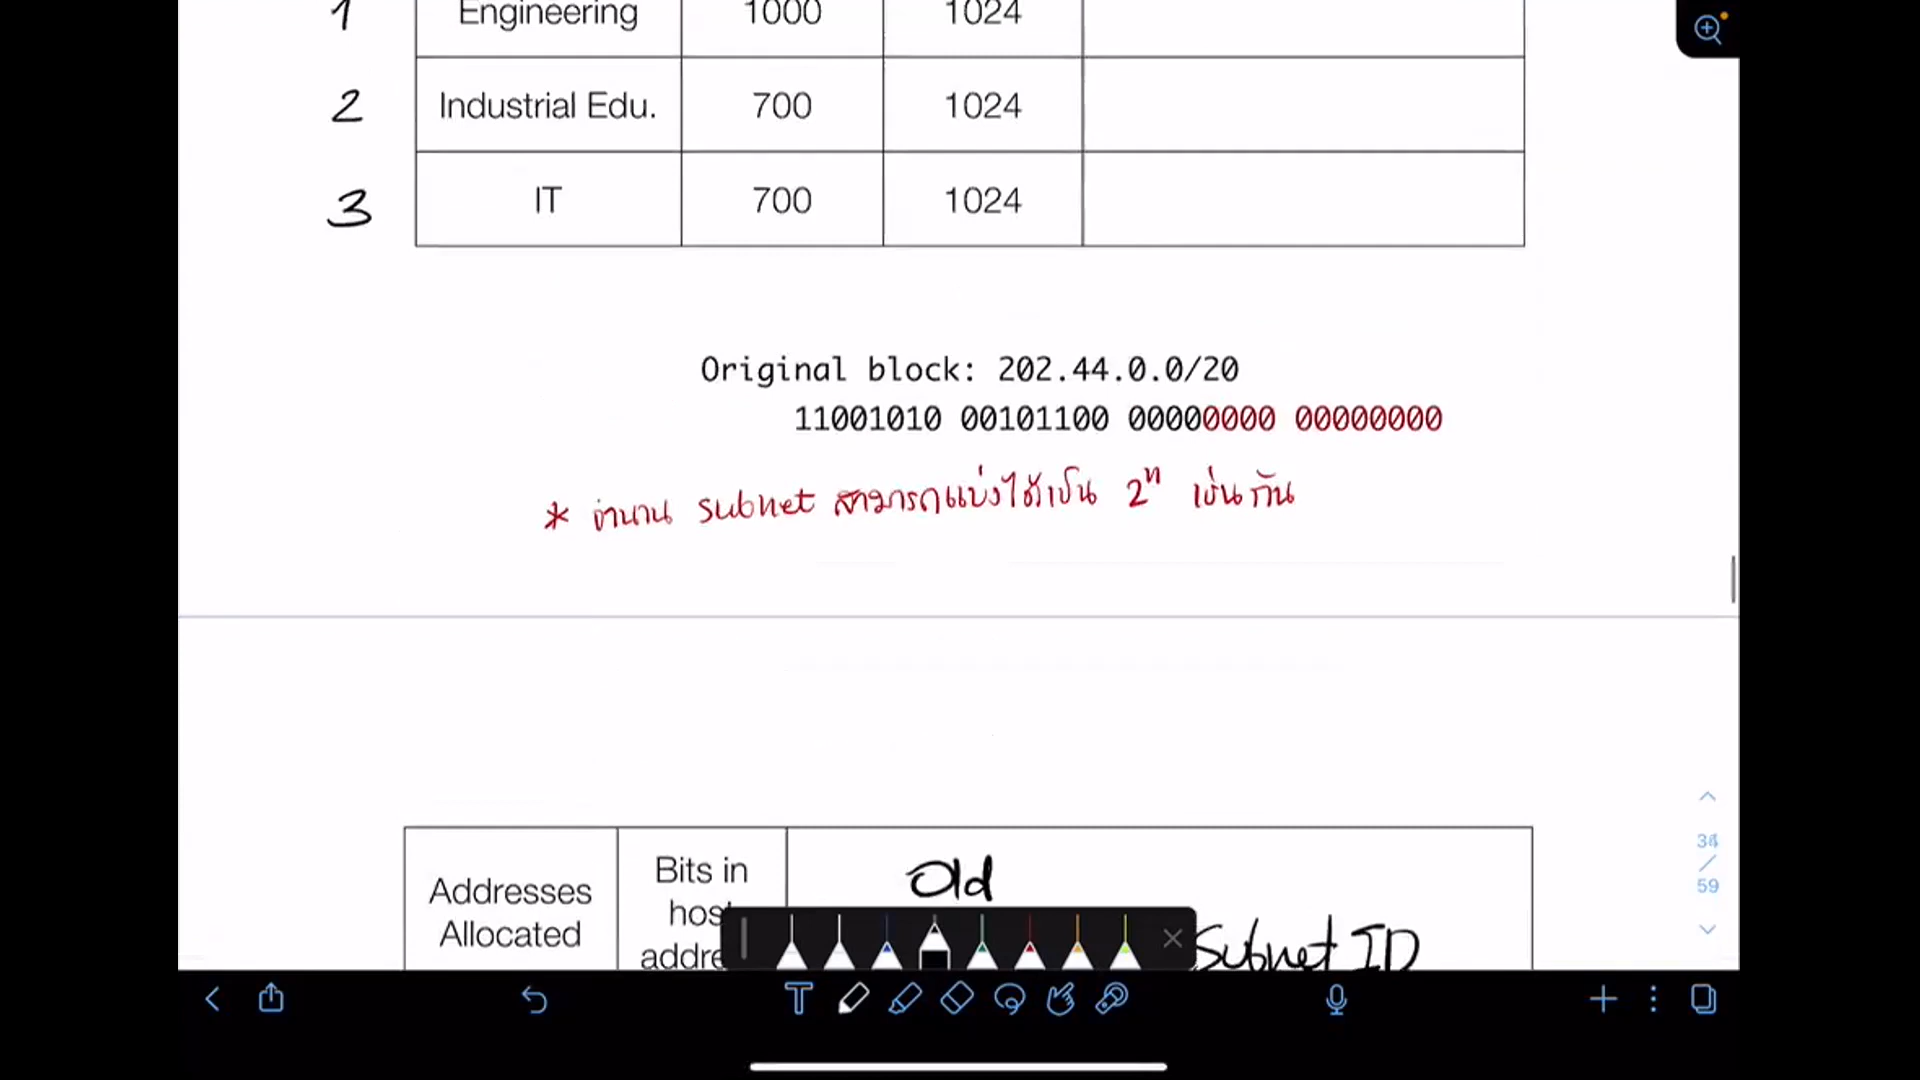 1 Engineering 1000 1024
2 Industrial Edu. 700 1024
3 IT 700 1024
Original block: 202.44.0.0/20
11001010 00101100 00000000 00000000
* จำนวน subnet สามารถแบ่งได้เป็น 2ⁿ เช่นกัน
Addresses
Allocated
Bits in
host
addre
Old
Subnet ID
34
/
59
T